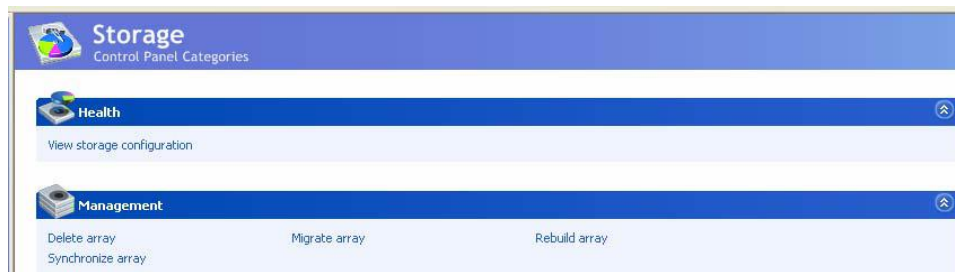 Storage
Control Panel Categories
Health
View storage configuration
Management
Delete array Migrate array Rebuild array
Synchronize array